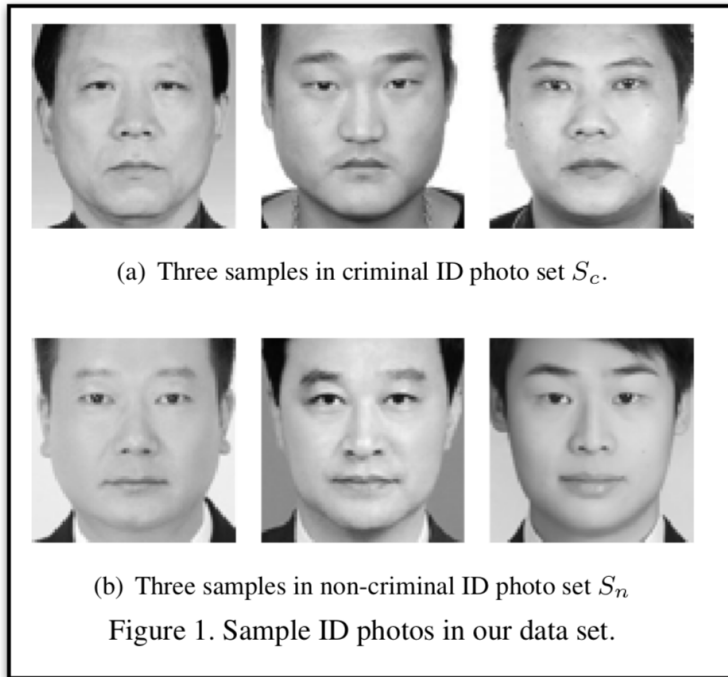 (a) Three samples in criminal ID photo set S_c.
(b) Three samples in non-criminal ID photo set S_n
Figure 1. Sample ID photos in our data set.